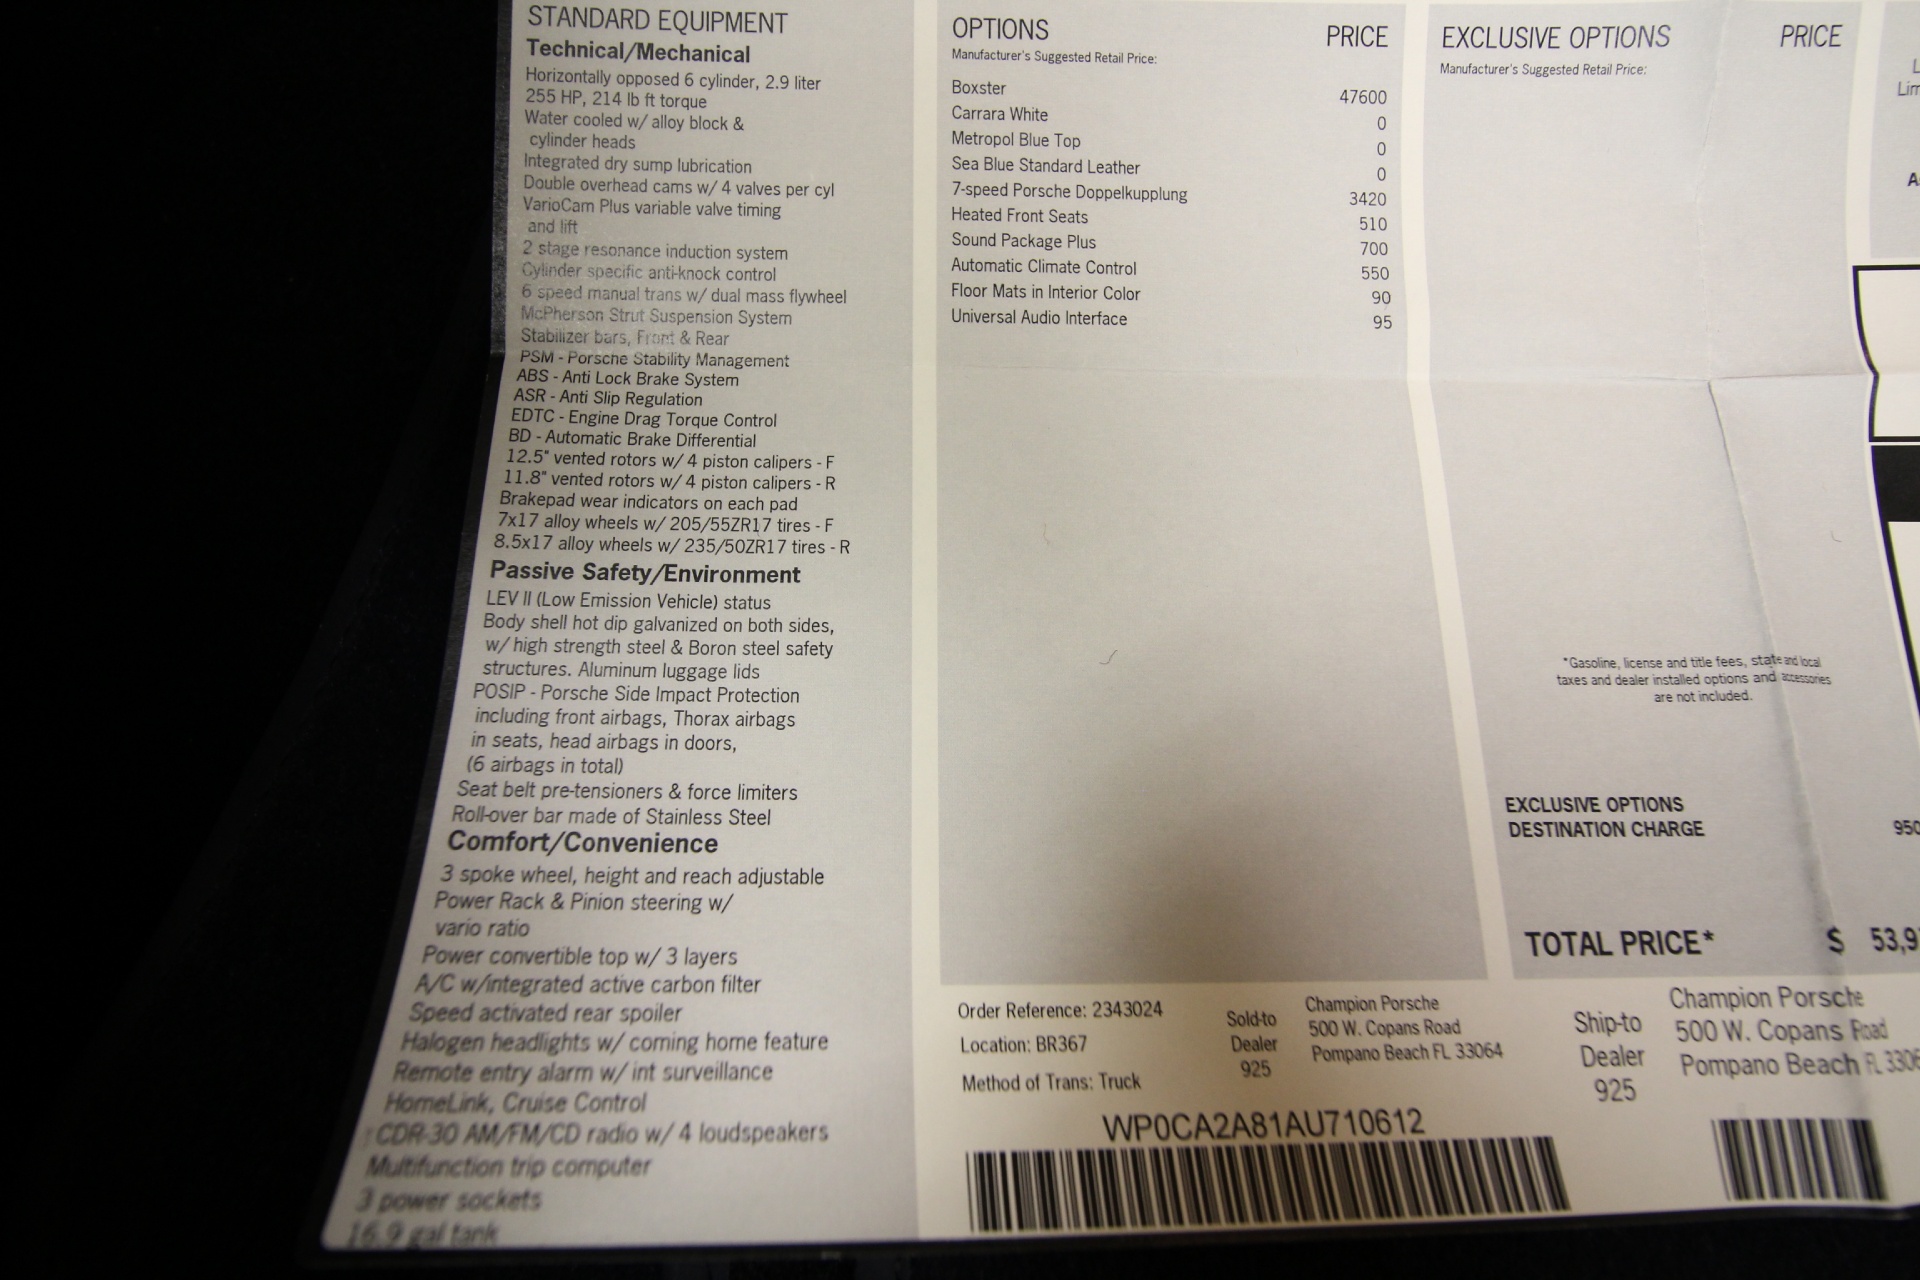 STANDARD EQUIPMENT
Technical/Mechanical
Horizontally opposed 6 cylinder, 2.9 liter
255 HP, 214 lb ft torque
Water cooled w/ alloy block &
cylinder heads
Integrated dry sump lubrication
Double overhead cams w/ 4 valves per cyl
VarioCam Plus variable valve timing
and lift
2 stage resonance induction system
Cylinder specific anti-knock control
6 speed manual trans w/ dual mass flywheel
McPherson Strut Suspension System
Stabilizer bars, Front & Rear
PSM - Porsche Stability Management
ABS - Anti Lock Brake System
ASR - Anti Slip Regulation
EDTC - Engine Drag Torque Control
BD - Automatic Brake Differential
12.5" vented rotors w/ 4 piston calipers - F
11.8" vented rotors w/ 4 piston calipers - R
Brakepad wear indicators on each pad
7x17 alloy wheels w/ 205/55ZR17 tires - F
8.5x17 alloy wheels w/ 235/50ZR17 tires - R
Passive Safety/Environment
LEV II (Low Emission Vehicle) status
Body shell hot dip galvanized on both sides,
w/ high strength steel & Boron steel safety
structures. Aluminum luggage lids
POSIP - Porsche Side Impact Protection
including front airbags, Thorax airbags
in seats, head airbags in doors,
(6 airbags in total)
Seat belt pre-tensioners & force limiters
Roll-over bar made of Stainless Steel
Comfort/Convenience
3 spoke wheel, height and reach adjustable
Power Rack & Pinion steering w/
vario ratio
Power convertible top w/ 3 layers
A/C w/integrated active carbon filter
Speed activated rear spoiler
Halogen headlights w/ coming home feature
Remote entry alarm w/ int surveillance
HomeLink, Cruise Control
CDR-30 AM/FM/CD radio w/ 4 loudspeakers
Multifunction trip computer
3 power sockets
16.9 gal tank
OPTIONS PRICE
Manufacturer's Suggested Retail Price:
Boxster 47600
Carrara White 0
Metropol Blue Top 0
Sea Blue Standard Leather 0
7-speed Porsche Doppelkupplung 3420
Heated Front Seats 510
Sound Package Plus 700
Automatic Climate Control 550
Floor Mats in Interior Color 90
Universal Audio Interface 95
EXCLUSIVE OPTIONS PRICE
Manufacturer's Suggested Retail Price:
*Gasoline, license and title fees, state and local
taxes and dealer installed options and accessories
are not included.
EXCLUSIVE OPTIONS
DESTINATION CHARGE 950
TOTAL PRICE* $ 53,9
Order Reference: 2343024
Location: BR367
Method of Trans: Truck
Sold-to
Dealer
925
Champion Porsche
500 W. Copans Road
Pompano Beach FL 33064
Ship-to
Dealer
925
Champion Porsche
500 W. Copans Road
Pompano Beach FL 3306
WP0CA2A81AU710612